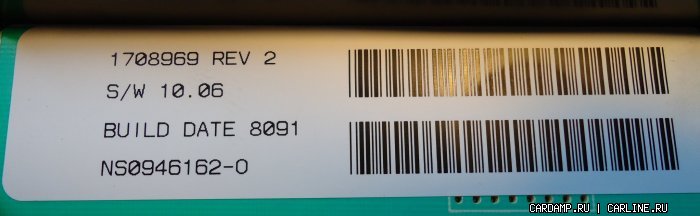 1708969 REV 2
S/W 10.06
BUILD DATE 8091
NS0946162-0
CARDAMP.RU | CARLINE.RU